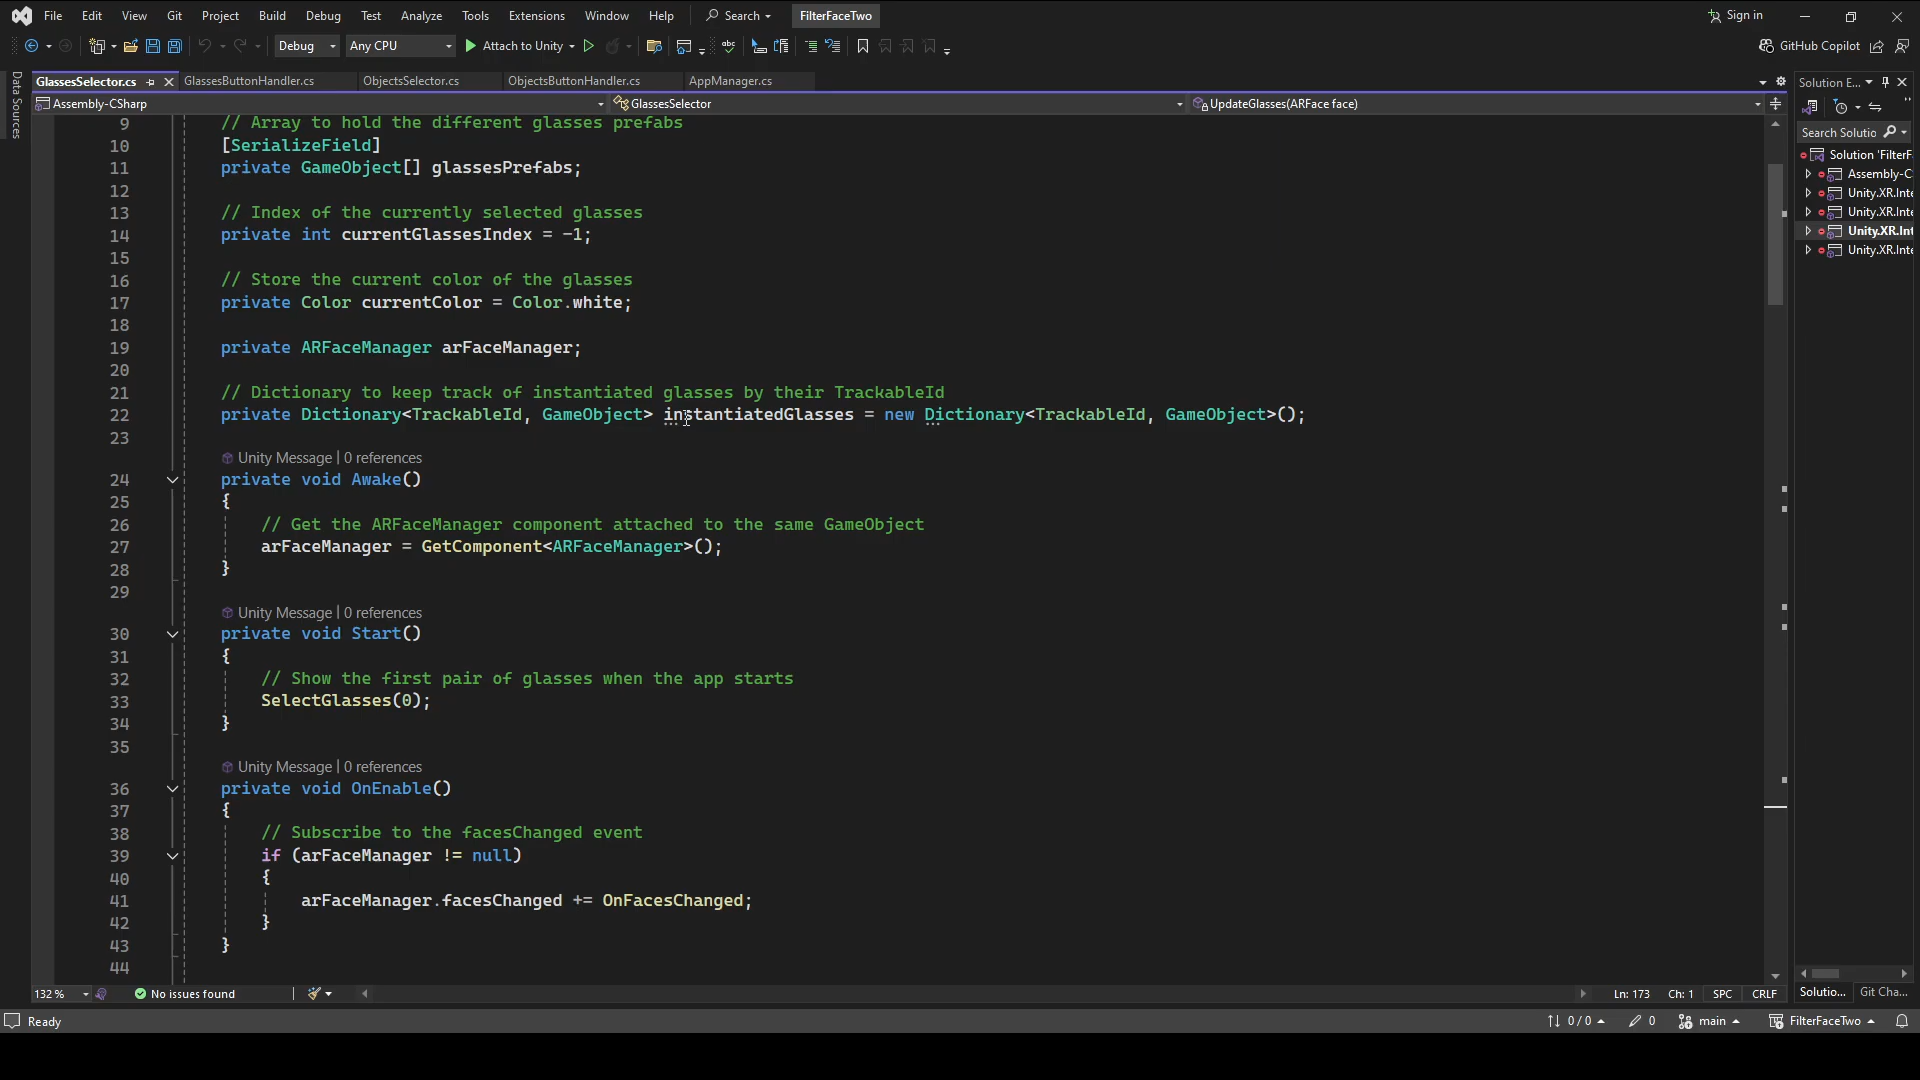 File Edit View Git Project Build Debug Test Analyze Tools Extensions Window Help Search FilterFaceTwo Sign in
Debug Any CPU Attach to Unity GitHub Copilot
GlassesSelector.cs GlassesButtonHandler.cs ObjectsSelector.cs ObjectsButtonHandler.cs AppManager.cs Solution E...
Assembly-CSharp GlassesSelector UpdateGlasses(ARFace face)
Data Sources
9 // Array to hold the different glasses prefabs
10 [SerializeField]
11 private GameObject[] glassesPrefabs;
12
13 // Index of the currently selected glasses
14 private int currentGlassesIndex = -1;
15
16 // Store the current color of the glasses
17 private Color currentColor = Color.white;
18
19 private ARFaceManager arFaceManager;
20
21 // Dictionary to keep track of instantiated glasses by their TrackableId
22 private Dictionary<TrackableId, GameObject> instantiatedGlasses = new Dictionary<TrackableId, GameObject>();
23
Unity Message | 0 references
24 private void Awake()
25 {
26 // Get the ARFaceManager component attached to the same GameObject
27 arFaceManager = GetComponent<ARFaceManager>();
28 }
29
Unity Message | 0 references
30 private void Start()
31 {
32 // Show the first pair of glasses when the app starts
33 SelectGlasses(0);
34 }
35
Unity Message | 0 references
36 private void OnEnable()
37 {
38 // Subscribe to the facesChanged event
39 if (arFaceManager != null)
40 {
41 arFaceManager.facesChanged += OnFacesChanged;
42 }
43 }
44
Search Solutio
Solution 'FilterF
Assembly-C
Unity.XR.Inte
Unity.XR.Inte
Unity.XR.Int
Unity.XR.Inte
132 % No issues found Ln: 173 Ch: 1 SPC CRLF Solutio... Git Cha...
Ready 0 / 0 0 main FilterFaceTwo